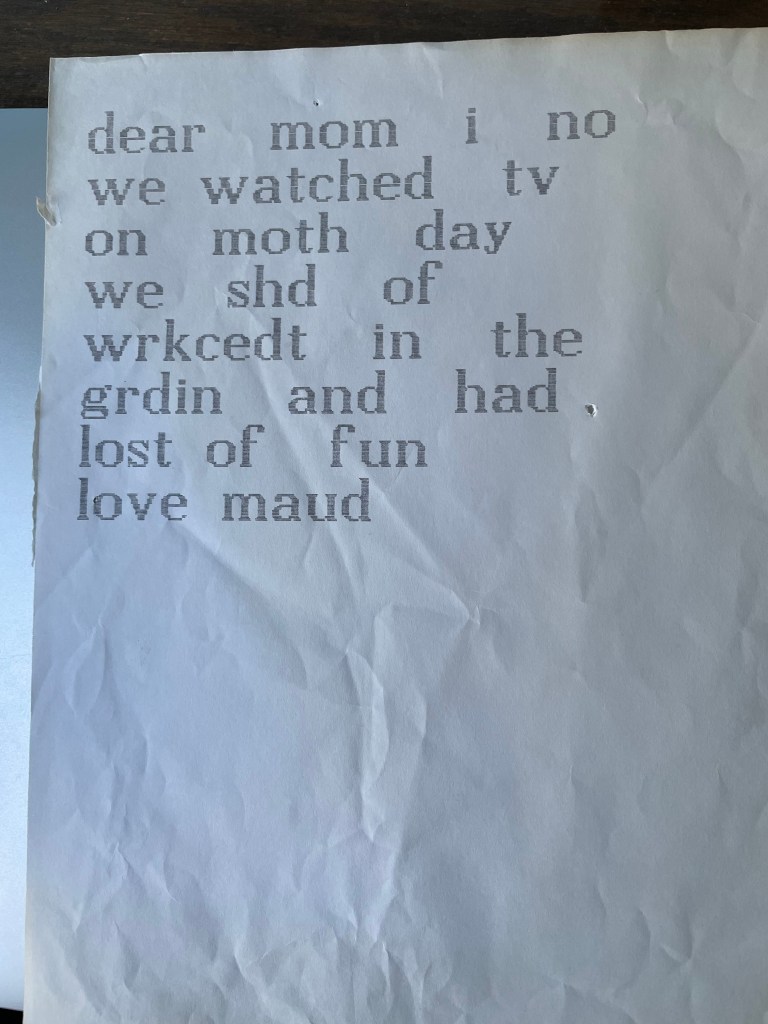 dear mom i no
we watched tv
on moth day
we shd of
wrkcedt in the
grdin and had
lost of fun
love maud